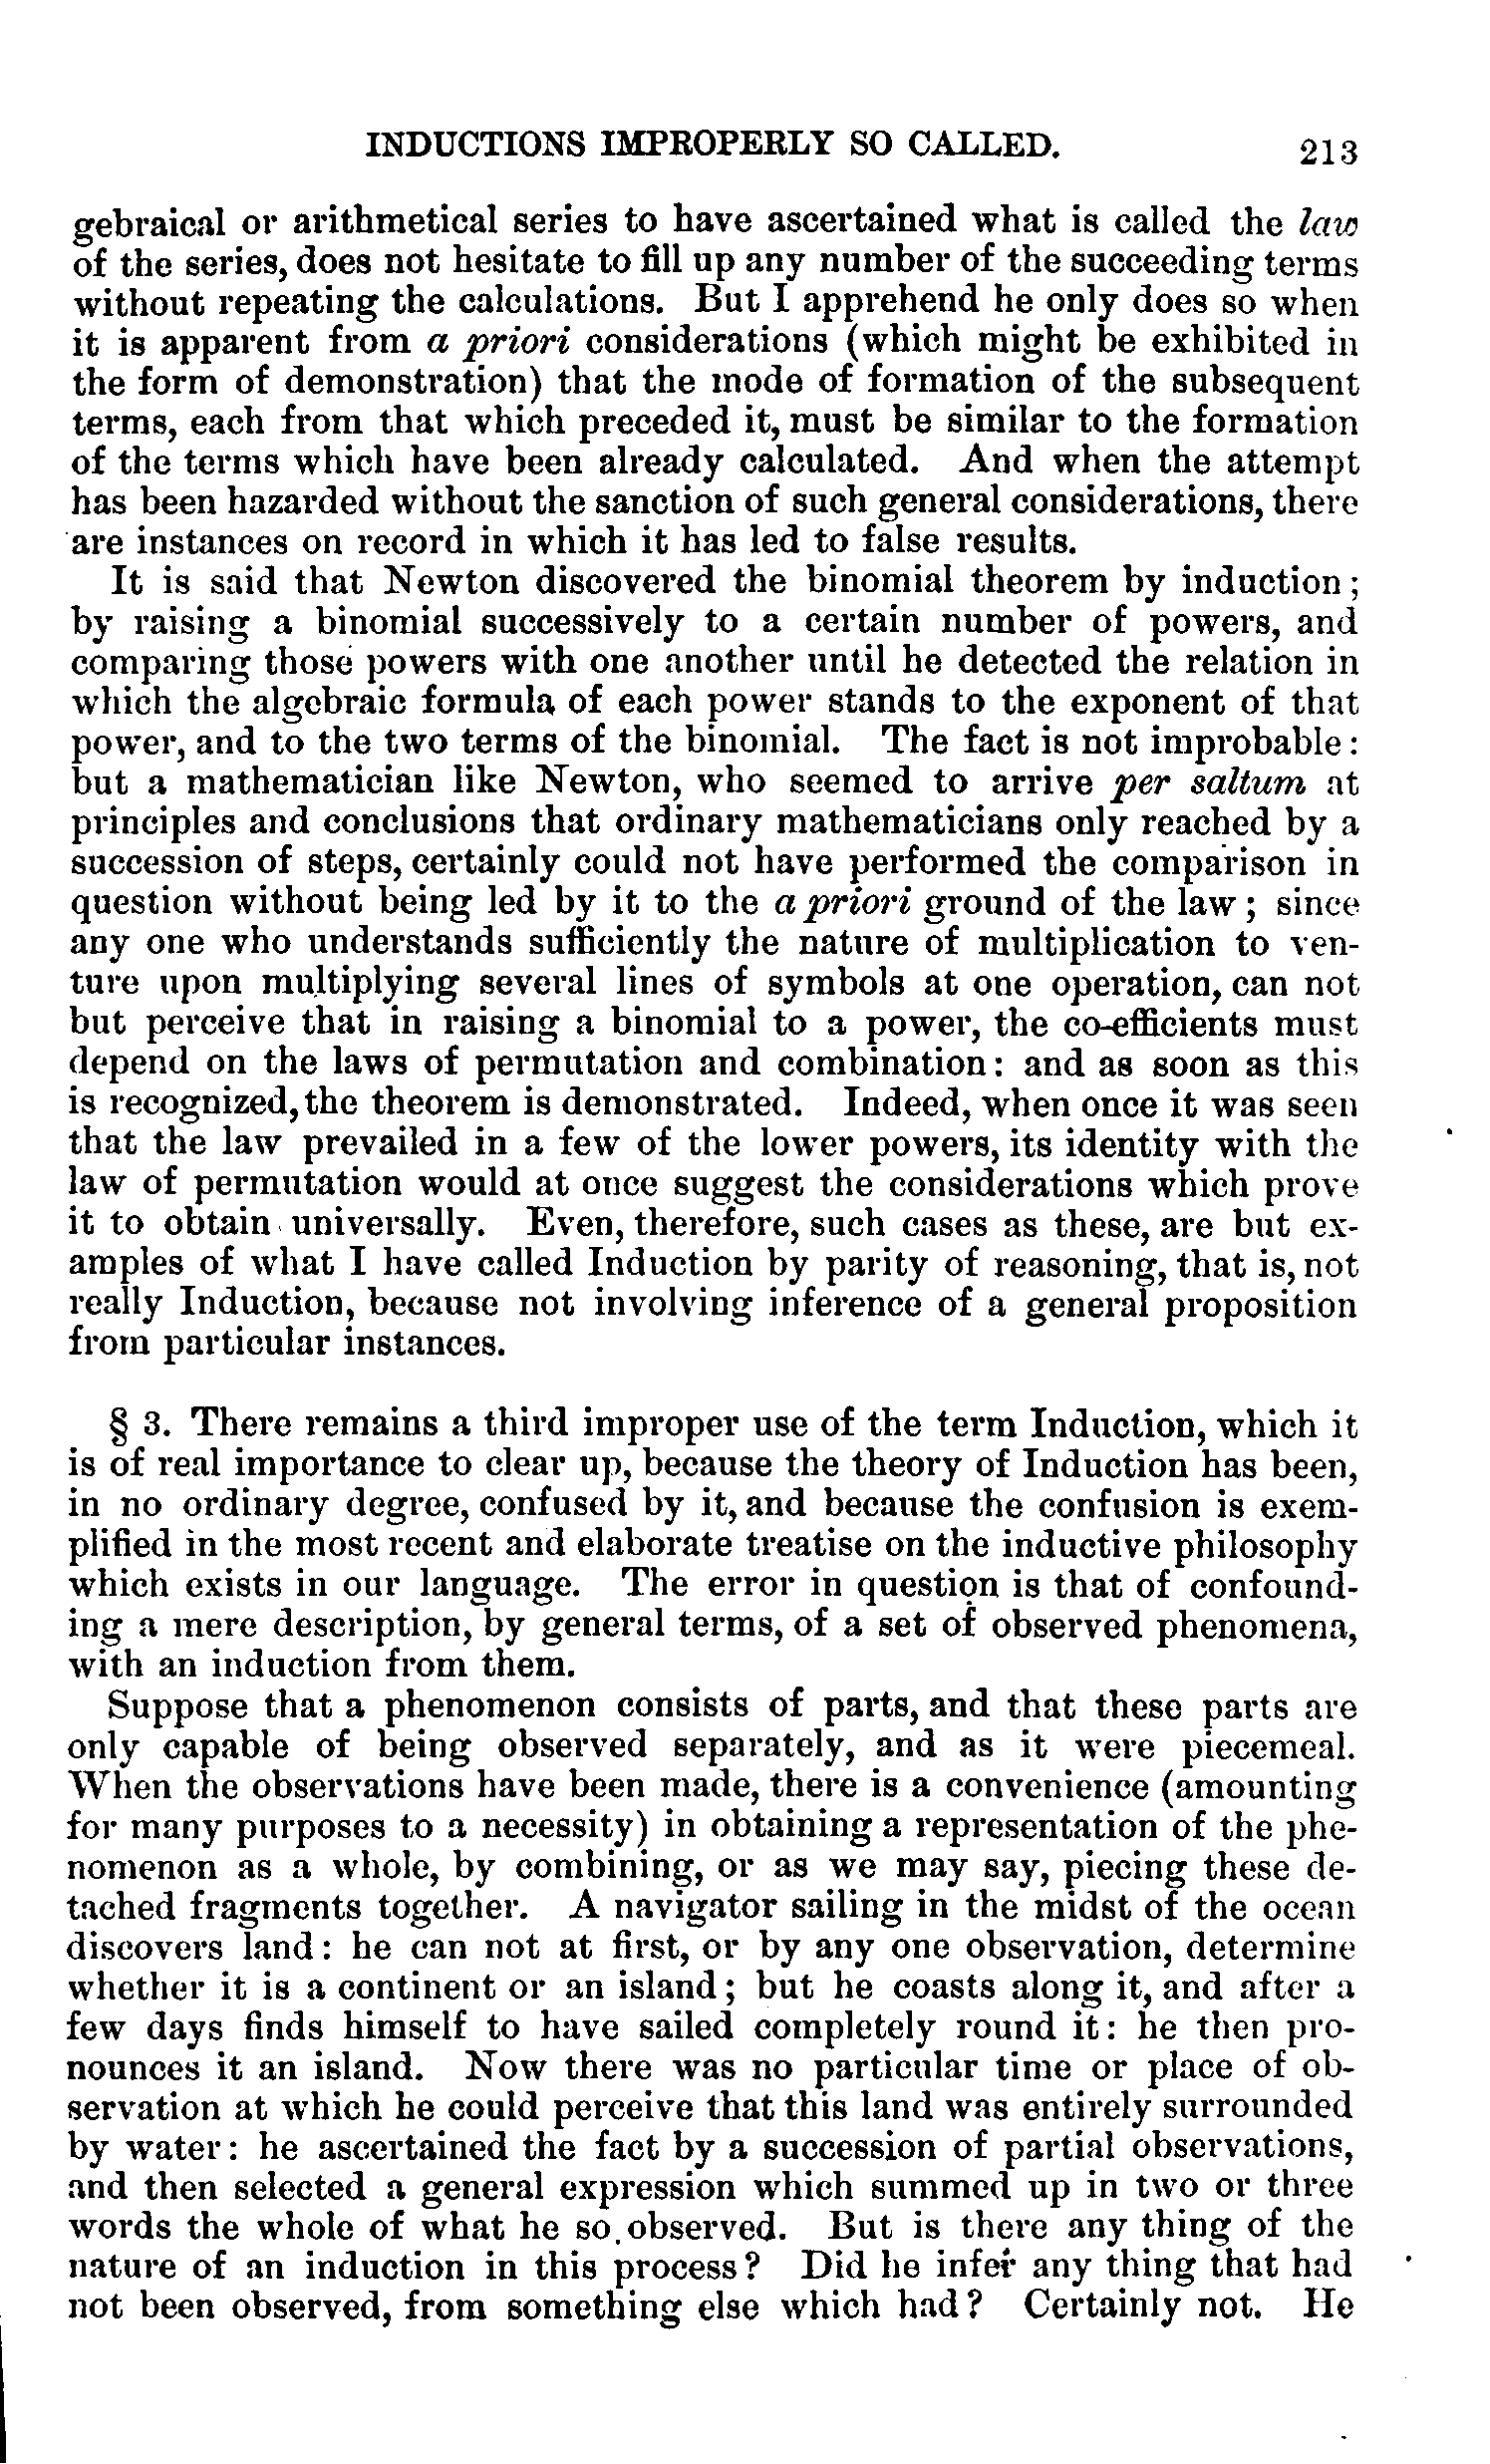 INDUCTIONS IMPROPERLY SO CALLED. 213
gebraical or arithmetical series to have ascertained what is called the law
of the series, does not hesitate to fill up any number of the succeeding terms
without repeating the calculations. But I apprehend he only does so when
it is apparent from a priori considerations (which might be exhibited in
the form of demonstration) that the mode of formation of the subsequent
terms, each from that which preceded it, must be similar to the formation
of the terms which have been already calculated. And when the attempt
has been hazarded without the sanction of such general considerations, there
are instances on record in which it has led to false results.
It is said that Newton discovered the binomial theorem by induction;
by raising a binomial successively to a certain number of powers, and
comparing those powers with one another until he detected the relation in
which the algebraic formula of each power stands to the exponent of that
power, and to the two terms of the binomial. The fact is not improbable:
but a mathematician like Newton, who seemed to arrive per saltum at
principles and conclusions that ordinary mathematicians only reached by a
succession of steps, certainly could not have performed the comparison in
question without being led by it to the a priori ground of the law; since
any one who understands sufficiently the nature of multiplication to ven-
ture upon multiplying several lines of symbols at one operation, can not
but perceive that in raising a binomial to a power, the co-efficients must
depend on the laws of permutation and combination: and as soon as this
is recognized, the theorem is demonstrated. Indeed, when once it was seen
that the law prevailed in a few of the lower powers, its identity with the
law of permutation would at once suggest the considerations which prove
it to obtain universally. Even, therefore, such cases as these, are but ex-
amples of what I have called Induction by parity of reasoning, that is, not
really Induction, because not involving inference of a general proposition
from particular instances.
§ 3. There remains a third improper use of the term Induction, which it
is of real importance to clear up, because the theory of Induction has been,
in no ordinary degree, confused by it, and because the confusion is exem-
plified in the most recent and elaborate treatise on the inductive philosophy
which exists in our language. The error in question is that of confound-
ing a mere description, by general terms, of a set of observed phenomena,
with an induction from them.
Suppose that a phenomenon consists of parts, and that these parts are
only capable of being observed separately, and as it were piecemeal.
When the observations have been made, there is a convenience (amounting
for many purposes to a necessity) in obtaining a representation of the phe-
nomenon as a whole, by combining, or as we may say, piecing these de-
tached fragments together. A navigator sailing in the midst of the ocean
discovers land: he can not at first, or by any one observation, determine
whether it is a continent or an island; but he coasts along it, and after a
few days finds himself to have sailed completely round it: he then pro-
nounces it an island. Now there was no particular time or place of ob-
servation at which he could perceive that this land was entirely surrounded
by water: he ascertained the fact by a succession of partial observations,
and then selected a general expression which summed up in two or three
words the whole of what he so observed. But is there any thing of the
nature of an induction in this process? Did he infer any thing that had
not been observed, from something else which had? Certainly not. He